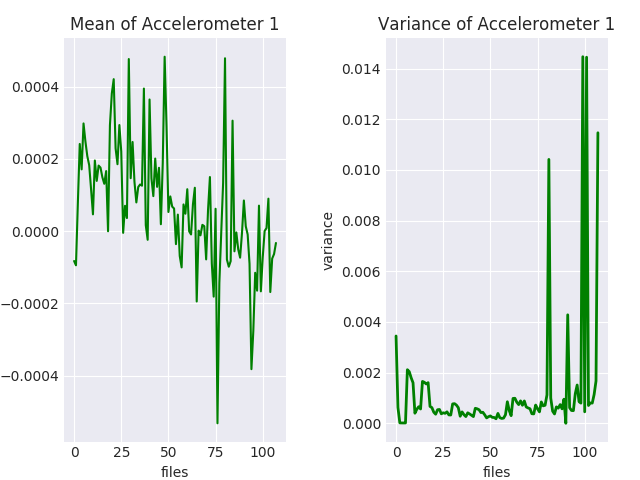 Mean of Accelerometer 1
0.0004
0.0002
0.0000
−0.0002
−0.0004
0 25 50 75 100
files
Variance of Accelerometer 1
variance
0.014
0.012
0.010
0.008
0.006
0.004
0.002
0.000
0 25 50 75 100
files